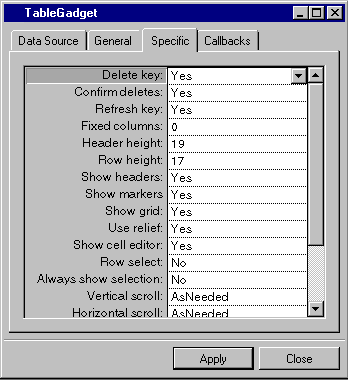 TableGadget
Data Source General Specific Callbacks
Delete key: Yes
Confirm deletes: Yes
Refresh key: Yes
Fixed columns: 0
Header height: 19
Row height: 17
Show headers: Yes
Show markers Yes
Show grid: Yes
Use relief: Yes
Show cell editor: Yes
Row select: No
Always show selection: No
Vertical scroll: AsNeeded
Horizontal scroll: AsNeeded
Apply Close